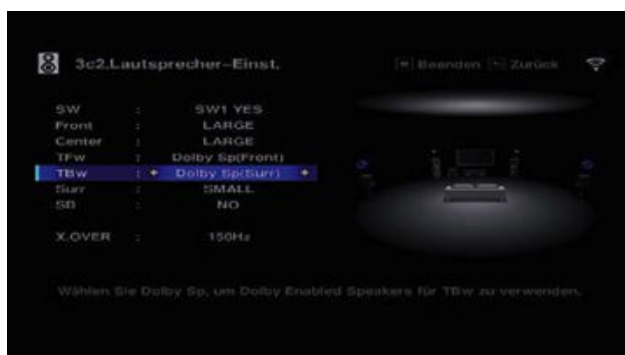 3c2.Lautsprecher-Einst.
Beenden Zurück
SW : SW1 YES
Front : LARGE
Center : LARGE
TFw : Dolby Sp(Front)
TBw : Dolby Sp(Surr)
Surr : SMALL
SB : NO
X.OVER : 150Hz
Wählen Sie Dolby Sp, um Dolby Enabled Speakers für TBw zu verwenden.